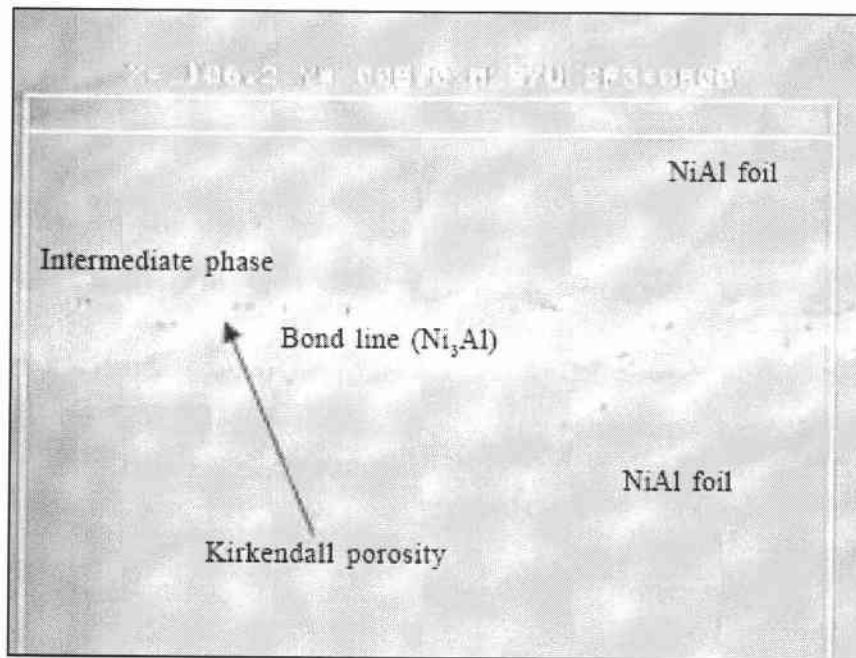 NiAl foil
Intermediate phase
Bond line (Ni₃Al)
NiAl foil
Kirkendall porosity